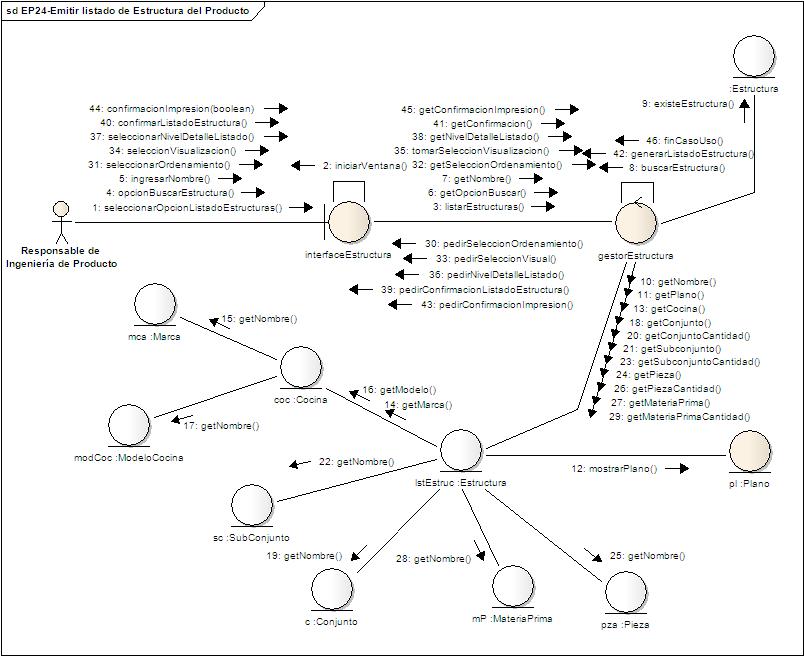 sd EP24-Emitir listado de Estructura del Producto
:Estructura
9: existeEstructura()
44: confirmacionImpresion(boolean)
40: confirmarListadoEstructura()
37: seleccionarNivelDetalleListado()
34: seleccionVisualizacion()
31: seleccionarOrdenamiento()
5: ingresarNombre()
4: opcionBuscarEstructura()
1: seleccionarOpcionListadoEstructuras()
2: iniciarVentana()
45: getConfirmacionImpresion()
41: getConfirmacion()
38: getNivelDetalleListado()
35: tomarSeleccionVisualizacion()
32: getSeleccionOrdenamiento()
7: getNombre()
6: getOpcionBuscar()
3: listarEstructuras()
46: finCasoUso()
42: generarListadoEstructura()
8: buscarEstructura()
Responsable de
Ingeniería de Producto
interfaceEstructura
gestorEstructura
30: pedirSeleccionOrdenamiento()
33: pedirSeleccionVisual()
36: pedirNivelDetalleListado()
39: pedirConfirmacionListadoEstructura()
43: pedirConfirmacionImpresion()
10: getNombre()
11: getPlano()
13: getCocina()
18: getConjunto()
20: getConjuntoCantidad()
21: getSubconjunto()
23: getSubconjuntoCantidad()
24: getPieza()
26: getPiezaCantidad()
27: getMateriaPrima()
29: getMateriaPrimaCantidad()
15: getNombre()
mca :Marca
coc :Cocina
16: getModelo()
14: getMarca()
17: getNombre()
modCoc :ModeloCocina
22: getNombre()
lstEstruc :Estructura
12: mostrarPlano()
pl :Plano
sc :SubConjunto
19: getNombre()
28: getNombre()
25: getNombre()
c :Conjunto
mP :MateriaPrima
pza :Pieza